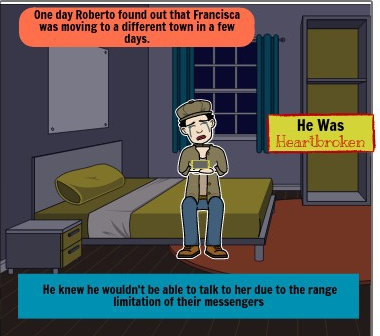 One day Roberto found out that Francisca
was moving to a different town in a few
days.
He Was
Heartbroken
He knew he wouldn't be able to talk to her due to the range
limitation of their messengers